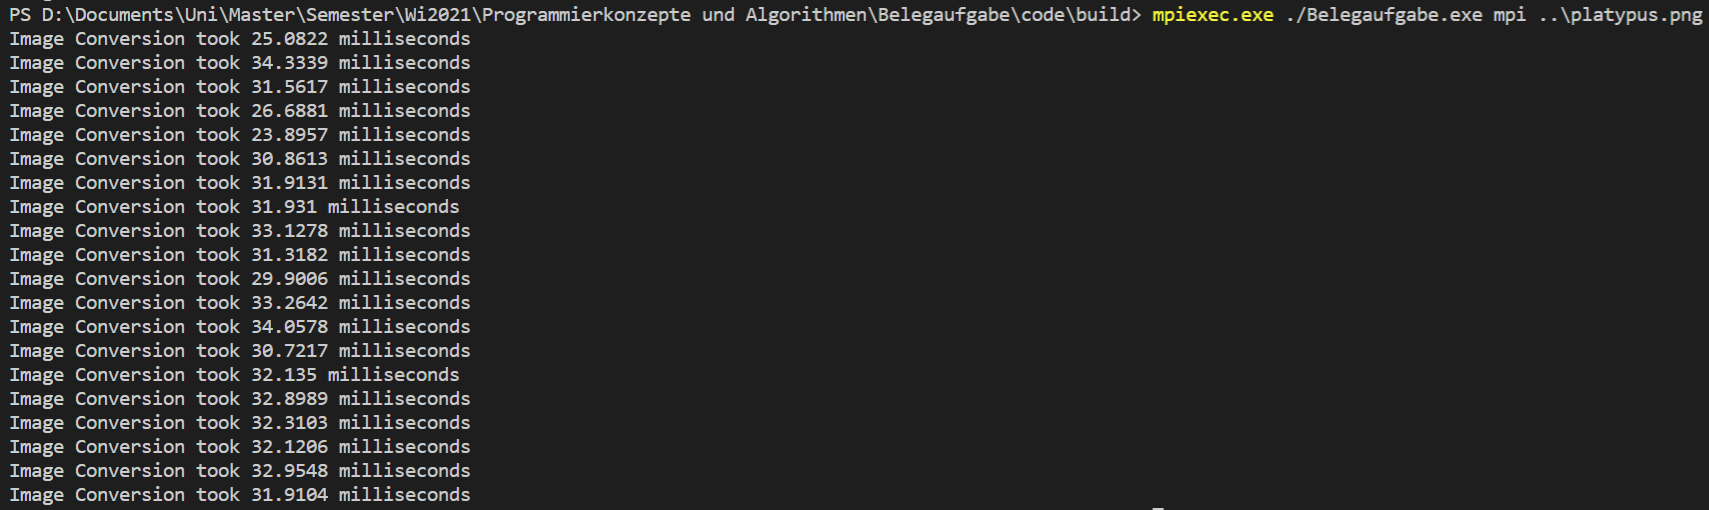 PS D:\Documents\Uni\Master\Semester\Wi2021\Programmierkonzepte und Algorithmen\Belegaufgabe\code\build> mpiexec.exe ./Belegaufgabe.exe mpi ..\platypus.png
Image Conversion took 25.0822 milliseconds
Image Conversion took 34.3339 milliseconds
Image Conversion took 31.5617 milliseconds
Image Conversion took 26.6881 milliseconds
Image Conversion took 23.8957 milliseconds
Image Conversion took 30.8613 milliseconds
Image Conversion took 31.9131 milliseconds
Image Conversion took 31.931 milliseconds
Image Conversion took 33.1278 milliseconds
Image Conversion took 31.3182 milliseconds
Image Conversion took 29.9006 milliseconds
Image Conversion took 33.2642 milliseconds
Image Conversion took 34.0578 milliseconds
Image Conversion took 30.7217 milliseconds
Image Conversion took 32.135 milliseconds
Image Conversion took 32.8989 milliseconds
Image Conversion took 32.3103 milliseconds
Image Conversion took 32.1206 milliseconds
Image Conversion took 32.9548 milliseconds
Image Conversion took 31.9104 milliseconds